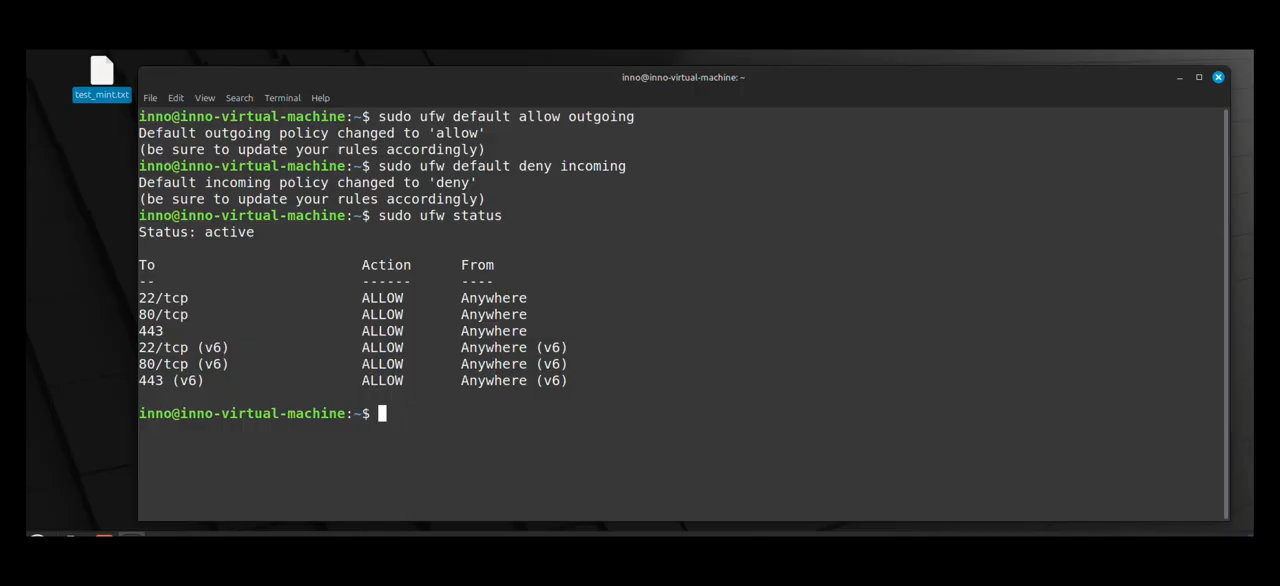 test_mint.txt
inno@inno-virtual-machine: ~
File Edit View Search Terminal Help
inno@inno-virtual-machine:~$ sudo ufw default allow outgoing
Default outgoing policy changed to 'allow'
(be sure to update your rules accordingly)
inno@inno-virtual-machine:~$ sudo ufw default deny incoming
Default incoming policy changed to 'deny'
(be sure to update your rules accordingly)
inno@inno-virtual-machine:~$ sudo ufw status
Status: active
To Action From
-- ------ ----
22/tcp ALLOW Anywhere
80/tcp ALLOW Anywhere
443 ALLOW Anywhere
22/tcp (v6) ALLOW Anywhere (v6)
80/tcp (v6) ALLOW Anywhere (v6)
443 (v6) ALLOW Anywhere (v6)
inno@inno-virtual-machine:~$